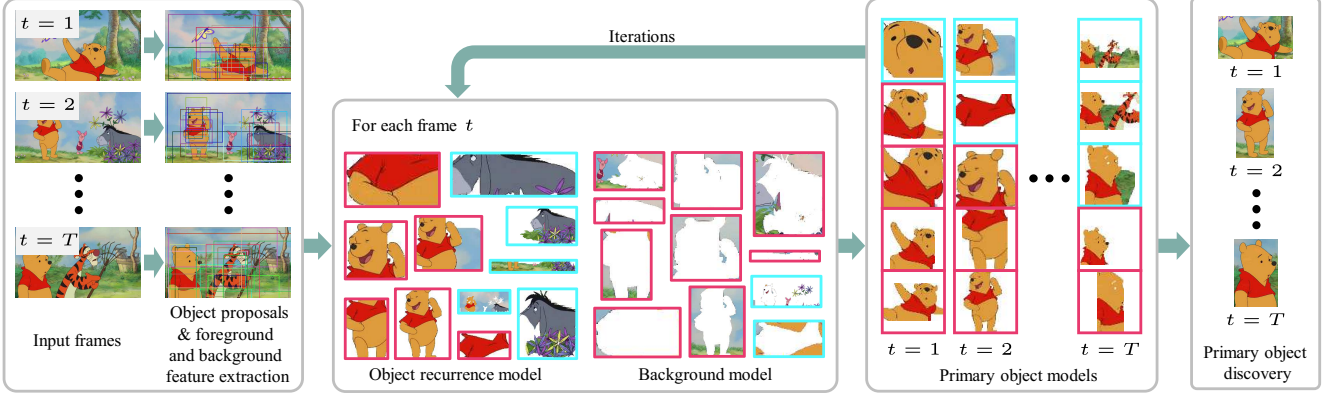 t = 1
t = 2
t = T
Input frames
Object proposals
& foreground
and background
feature extraction
Iterations
For each frame t
Object recurrence model
Background model
t = 1
t = 2
t = T
Primary object models
t = 1
t = 2
t = T
Primary object
discovery